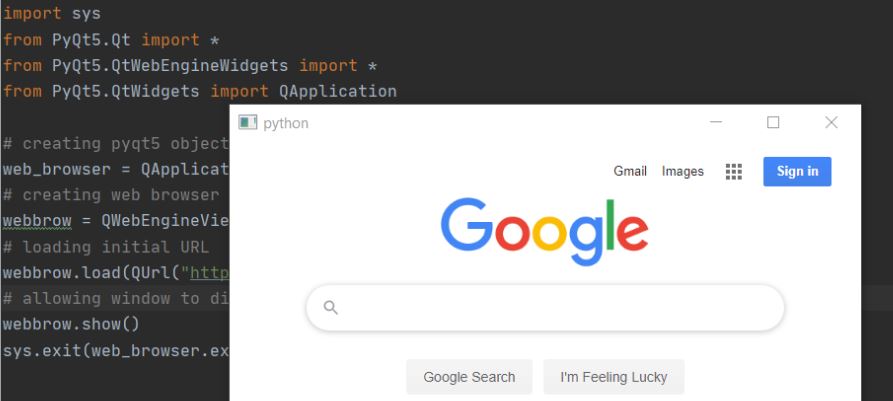 import sys
from PyQt5.Qt import *
from PyQt5.QtWebEngineWidgets import *
from PyQt5.QtWidgets import QApplication
# creating pyqt5 object
web_browser = QApplicat
# creating web browser
webbrow = QWebEngineVie
# loading initial URL
webbrow.load(QUrl("http
# allowing window to di
webbrow.show()
sys.exit(web_browser.ex
python
Gmail Images Sign in
Google
Google Search I'm Feeling Lucky